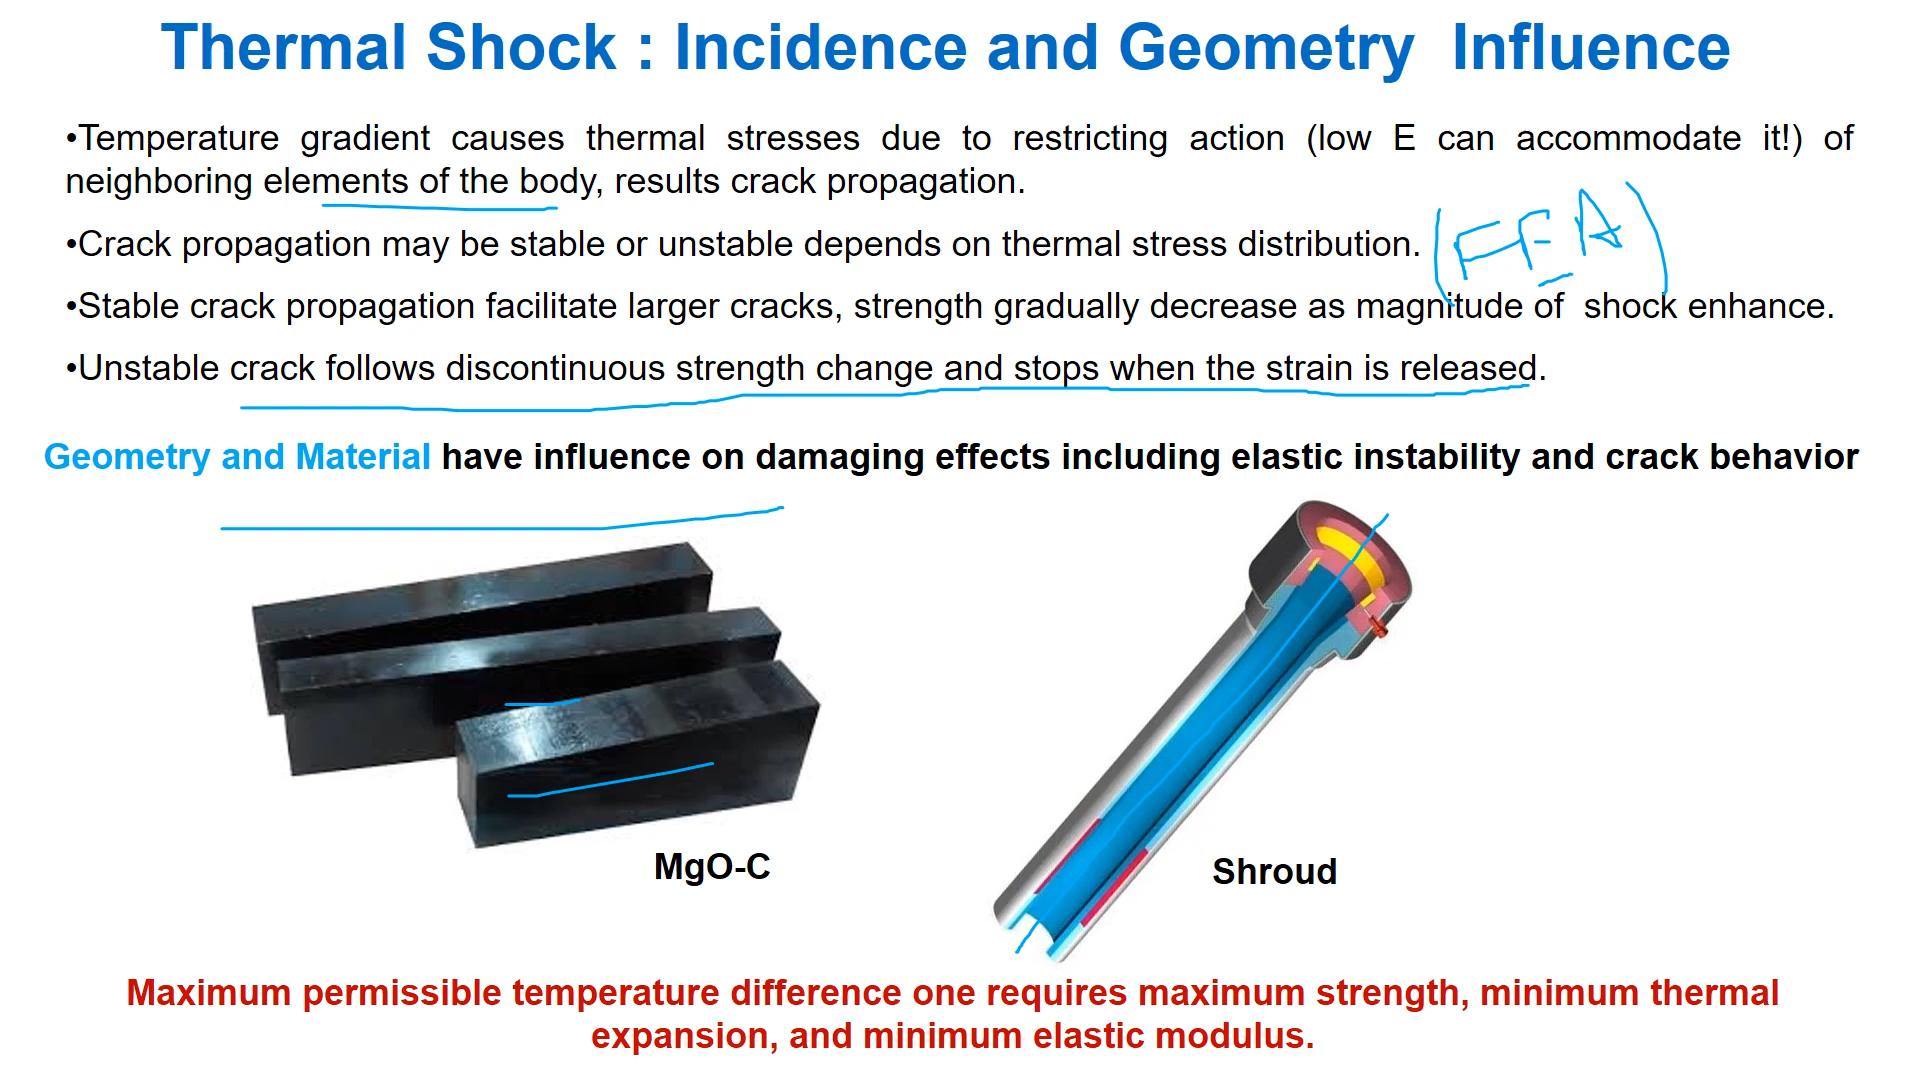 Thermal Shock : Incidence and Geometry  Influence
•Temperature gradient causes thermal stresses due to restricting action (low E can accommodate it!) of
neighboring elements of the body, results crack propagation.
•Crack propagation may be stable or unstable depends on thermal stress distribution. (FEA)
•Stable crack propagation facilitate larger cracks, strength gradually decrease as magnitude of  shock enhance.
•Unstable crack follows discontinuous strength change and stops when the strain is released.
Geometry and Material have influence on damaging effects including elastic instability and crack behavior
MgO-C
Shroud
Maximum permissible temperature difference one requires maximum strength, minimum thermal
expansion, and minimum elastic modulus.